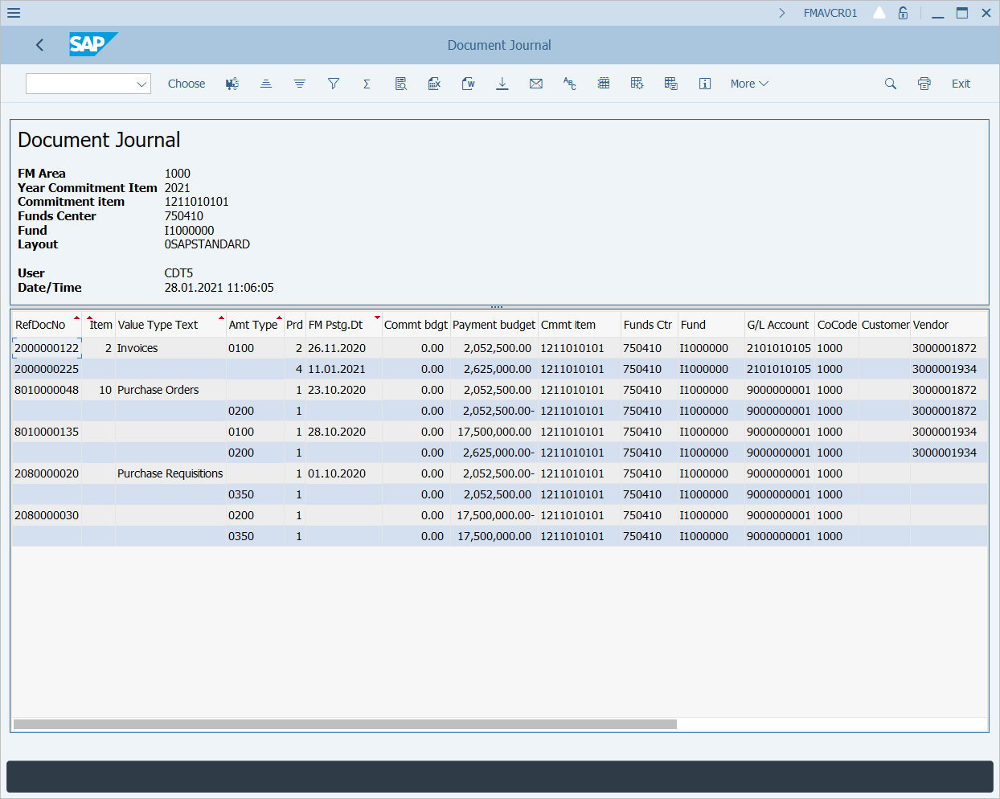 FMAVCR01
SAP Document Journal
Choose More Exit
Document Journal
FM Area 1000
Year Commitment Item 2021
Commitment item 1211010101
Funds Center 750410
Fund I1000000
Layout 0SAPSTANDARD
User CDT5
Date/Time 28.01.2021 11:06:05
RefDocNo Item Value Type Text Amt Type Prd FM Pstg.Dt Commt bdgt Payment budget Cmmt item Funds Ctr Fund G/L Account CoCode Customer Vendor
2000000122 2 Invoices 0100 2 26.11.2020 0.00 2,052,500.00 1211010101 750410 I1000000 2101010105 1000 3000001872
2000000225 4 11.01.2021 0.00 2,625,000.00 1211010101 750410 I1000000 2101010105 1000 3000001934
8010000048 10 Purchase Orders 1 23.10.2020 0.00 2,052,500.00 1211010101 750410 I1000000 9000000001 1000 3000001872
0200 1 0.00 2,052,500.00- 1211010101 750410 I1000000 9000000001 1000 3000001872
8010000135 0100 1 28.10.2020 0.00 17,500,000.00 1211010101 750410 I1000000 9000000001 1000 3000001934
0200 1 0.00 2,625,000.00- 1211010101 750410 I1000000 9000000001 1000 3000001934
2080000020 Purchase Requisitions 1 01.10.2020 0.00 2,052,500.00- 1211010101 750410 I1000000 9000000001 1000
0350 1 0.00 2,052,500.00 1211010101 750410 I1000000 9000000001 1000
2080000030 0200 1 0.00 17,500,000.00- 1211010101 750410 I1000000 9000000001 1000
0350 1 0.00 17,500,000.00 1211010101 750410 I1000000 9000000001 1000